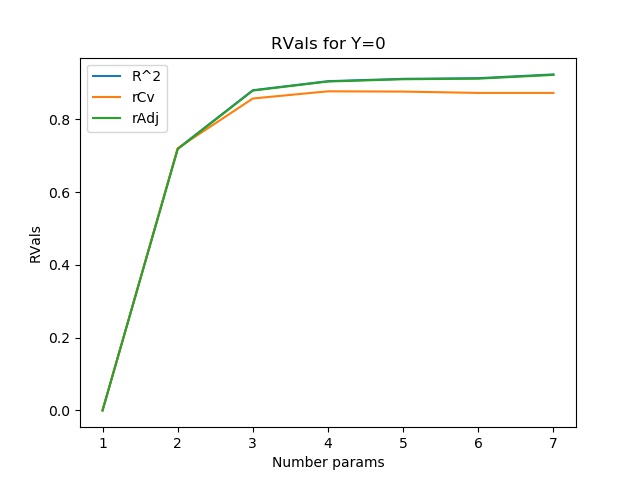 RVals for Y=0
R^2
rCv
rAdj
RVals
0.8
0.6
0.4
0.2
0.0
1 2 3 4 5 6 7
Number params